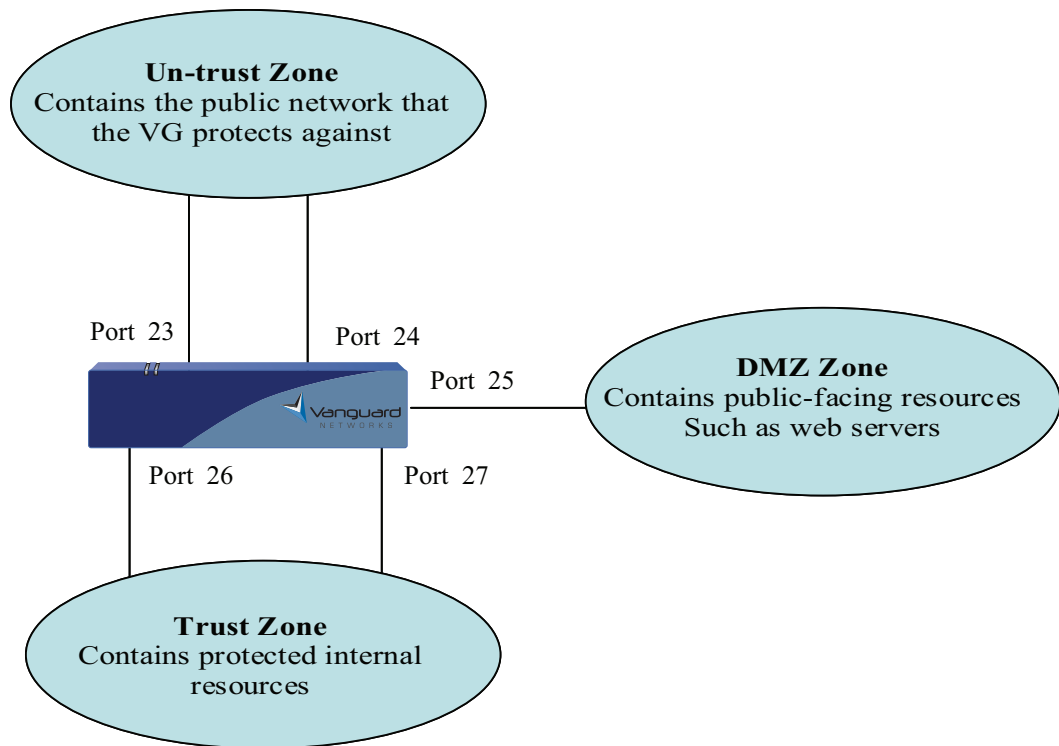 Un-trust Zone
Contains the public network that
the VG protects against
Port 23
Port 24
Port 25
Vanguard
NETWORKS
DMZ Zone
Contains public-facing resources
Such as web servers
Port 26
Port 27
Trust Zone
Contains protected internal
resources